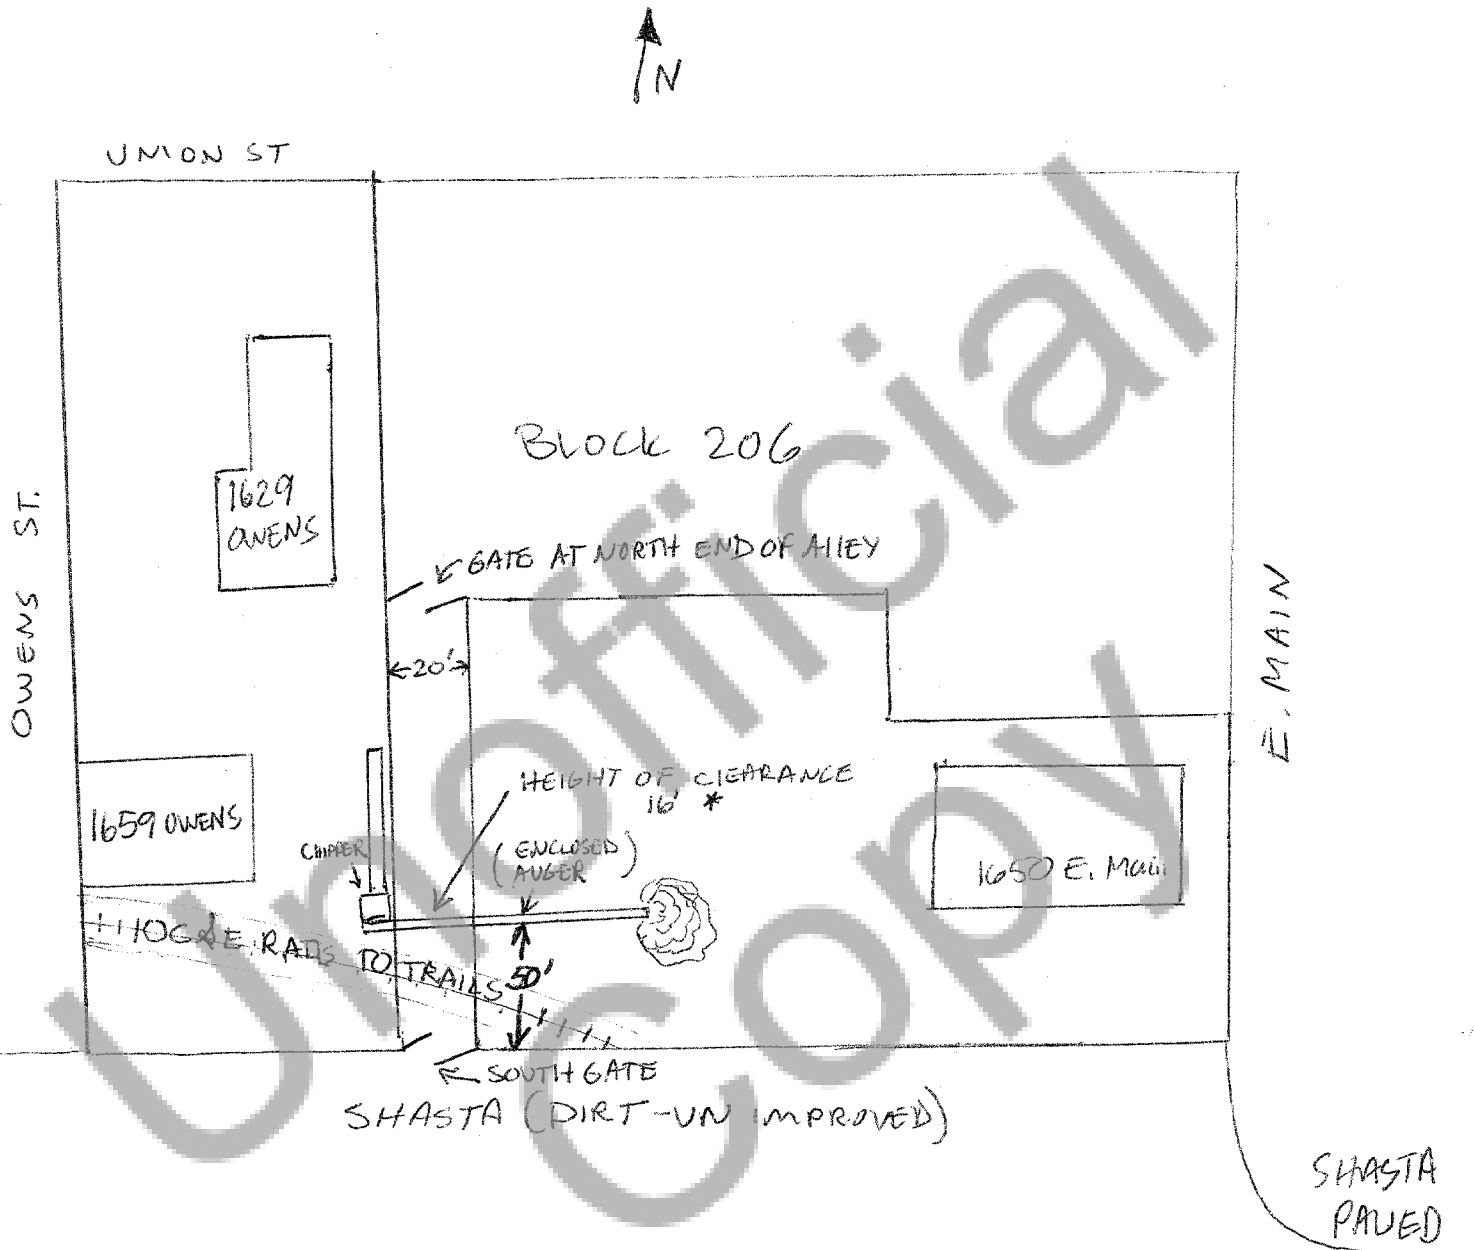 N
UNION ST
BLOCK 206
1629
OWENS
OWENS ST.
GATE AT NORTH END OF AllEY
20'
E. MAIN
HEIGHT OF ClEARANCE
16' *
1659 OWENS
CHIPPER
(ENCLOSED)
AUGER
1650 E. Main
RAILS TO TRAILS
50'
SOUTH GATE
SHASTA (DIRT-UN IMPROVED)
SHASTA
PAVED
Unofficial
Copy